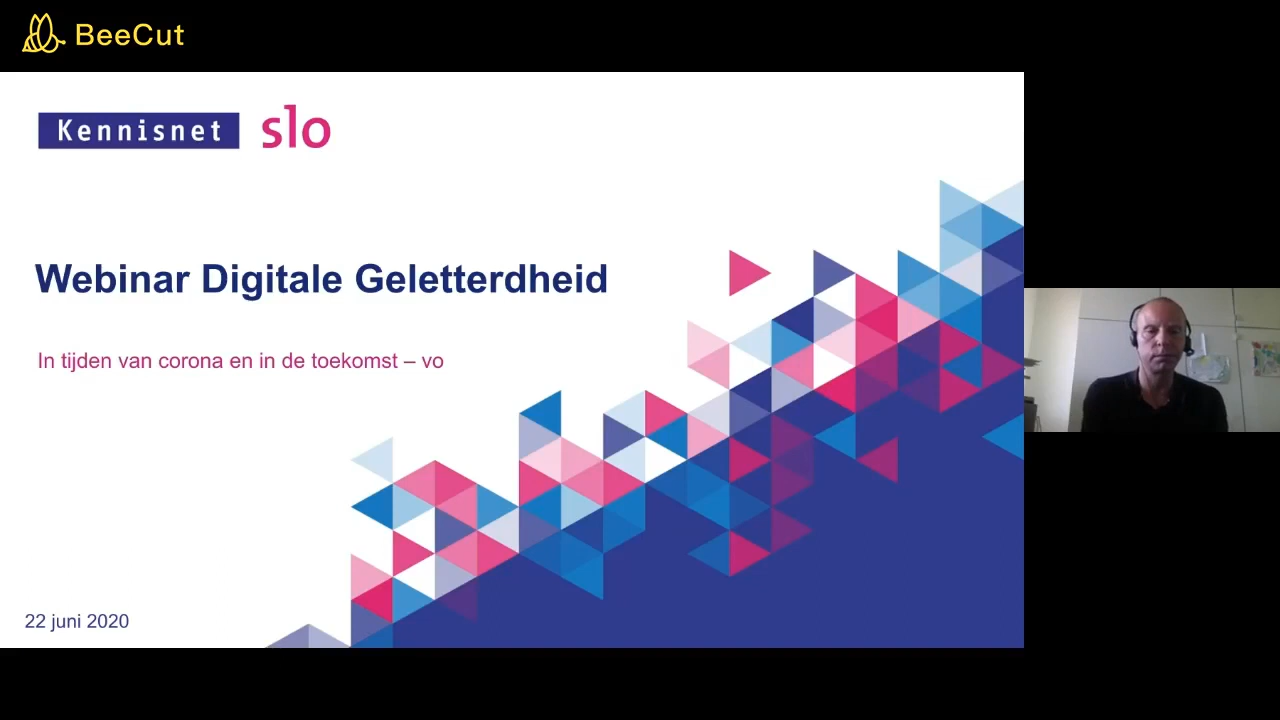 BeeCut
Kennisnet slo
Webinar Digitale Geletterdheid
In tijden van corona en in de toekomst – vo
22 juni 2020